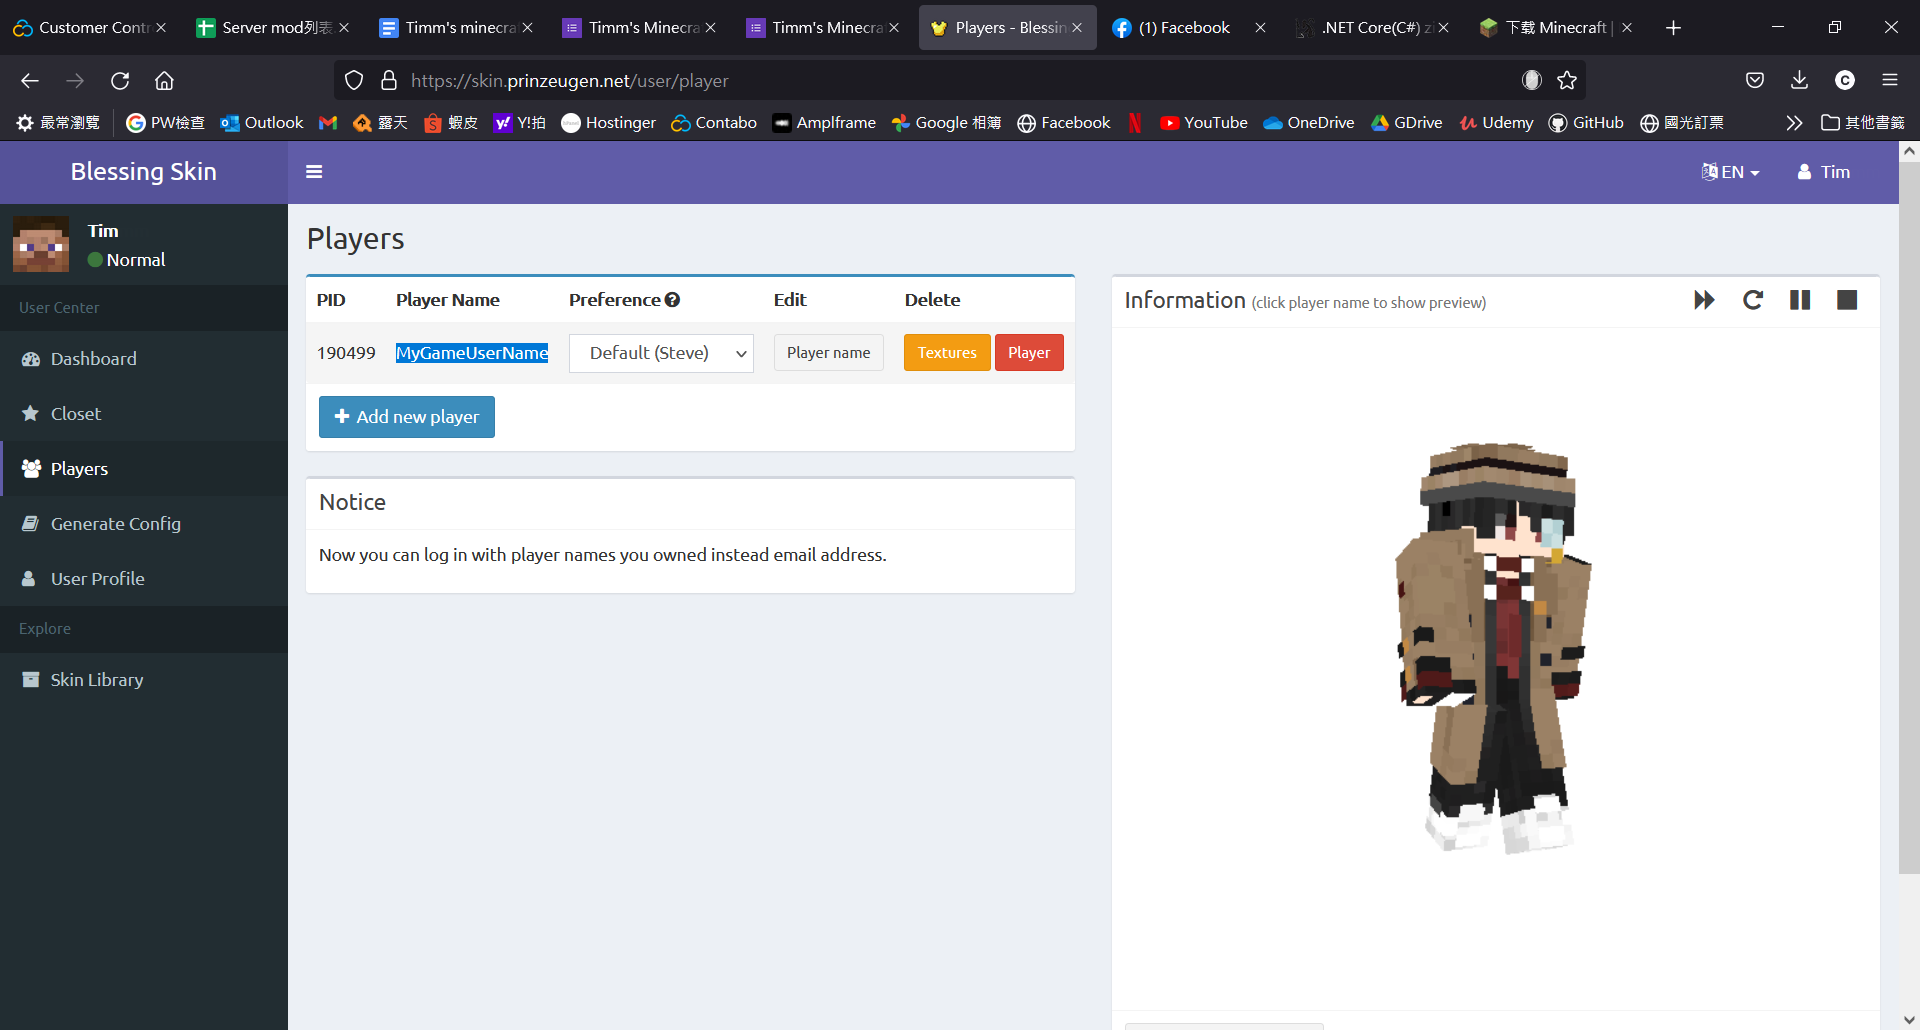 Customer Contr
Server mod列表
Timm's minecra
Timm's Minecra
Timm's Minecra
Players - Blessin
(1) Facebook
.NET Core(C#) zi
下载 Minecraft |
https://skin.prinzeugen.net/user/player
最常瀏覽
PW檢查
Outlook
露天
蝦皮
Y!拍
Hostinger
Contabo
Amplframe
Google 相簿
Facebook
YouTube
OneDrive
GDrive
Udemy
GitHub
國光訂票
其他書籤
Blessing Skin
EN
Tim
Tim
Normal
User Center
Dashboard
Closet
Players
Generate Config
User Profile
Explore
Skin Library
Players
PID Player Name Preference Edit Delete
190499 MyGameUserName Default (Steve) Player name Textures Player
Add new player
Notice
Now you can log in with player names you owned instead email address.
Information (click player name to show preview)